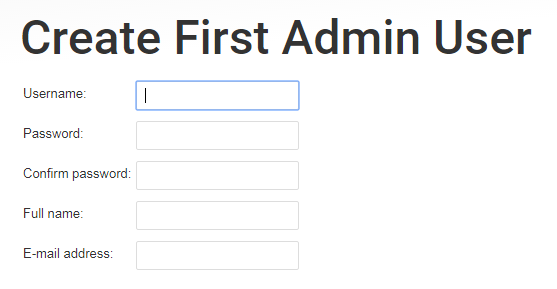 Create First Admin User
Username:
Password:
Confirm password:
Full name:
E-mail address: